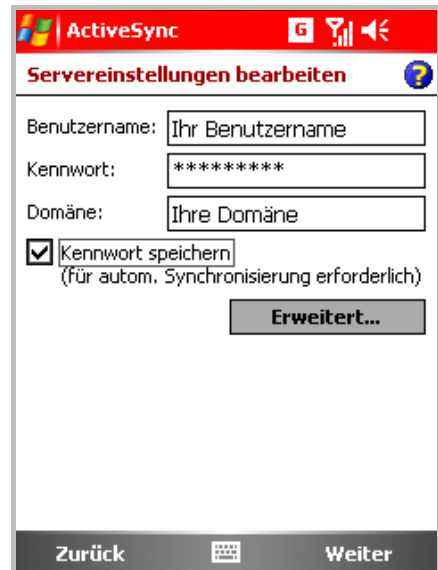 ActiveSync
G
Servereinstellungen bearbeiten
?
Benutzername: Ihr Benutzername
Kennwort: *********
Domäne: Ihre Domäne
Kennwort speichern
(für autom. Synchronisierung erforderlich)
Erweitert...
Zurück Weiter